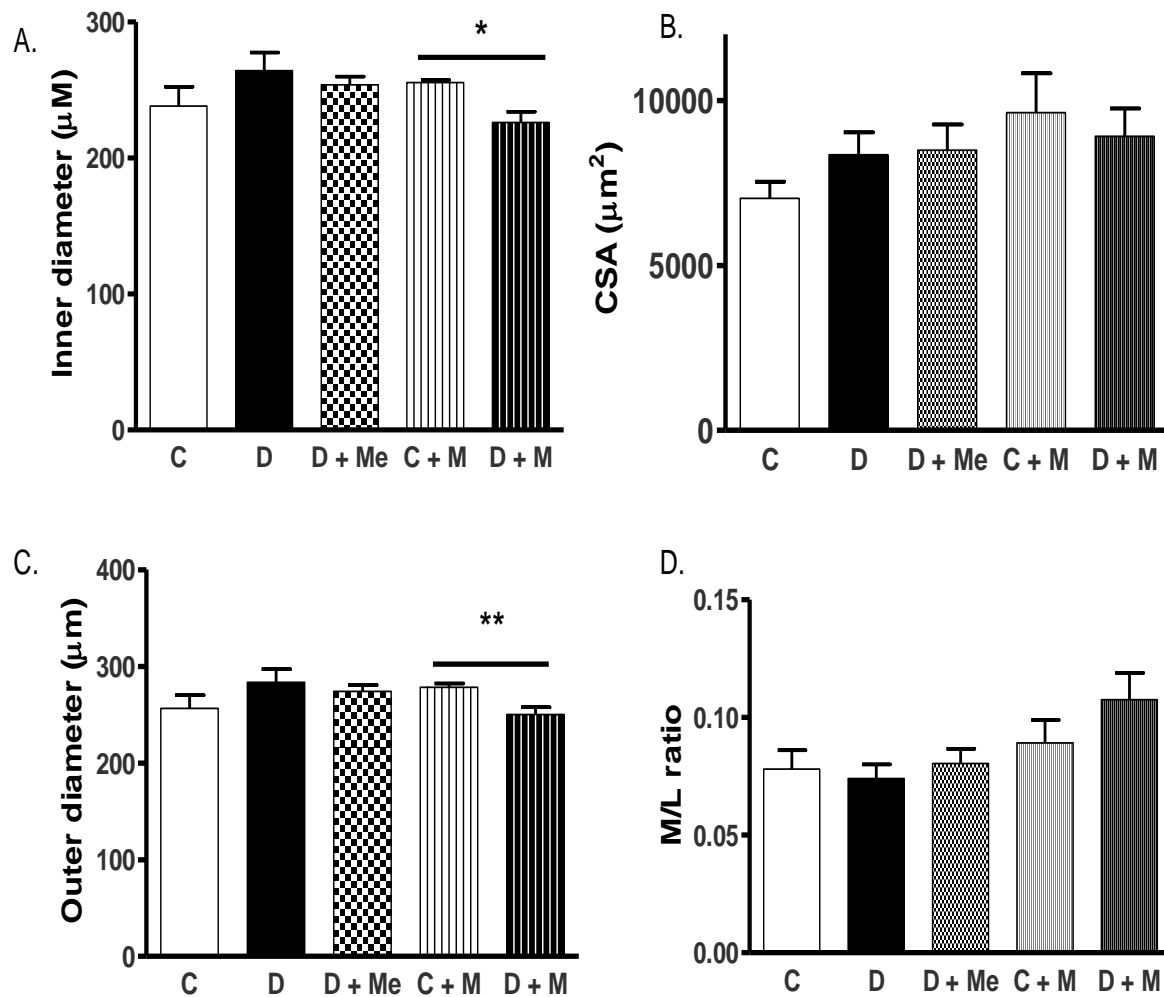 A.
Inner diameter (μM)
300
200
100
0
*
C D D + Me C + M D + M
B.
CSA (μm²)
10000
5000
0
C D D + Me C + M D + M
C.
Outer diameter (μm)
400
300
200
100
0
**
C D D + Me C + M D + M
D.
M/L ratio
0.15
0.10
0.05
0.00
C D D + Me C + M D + M